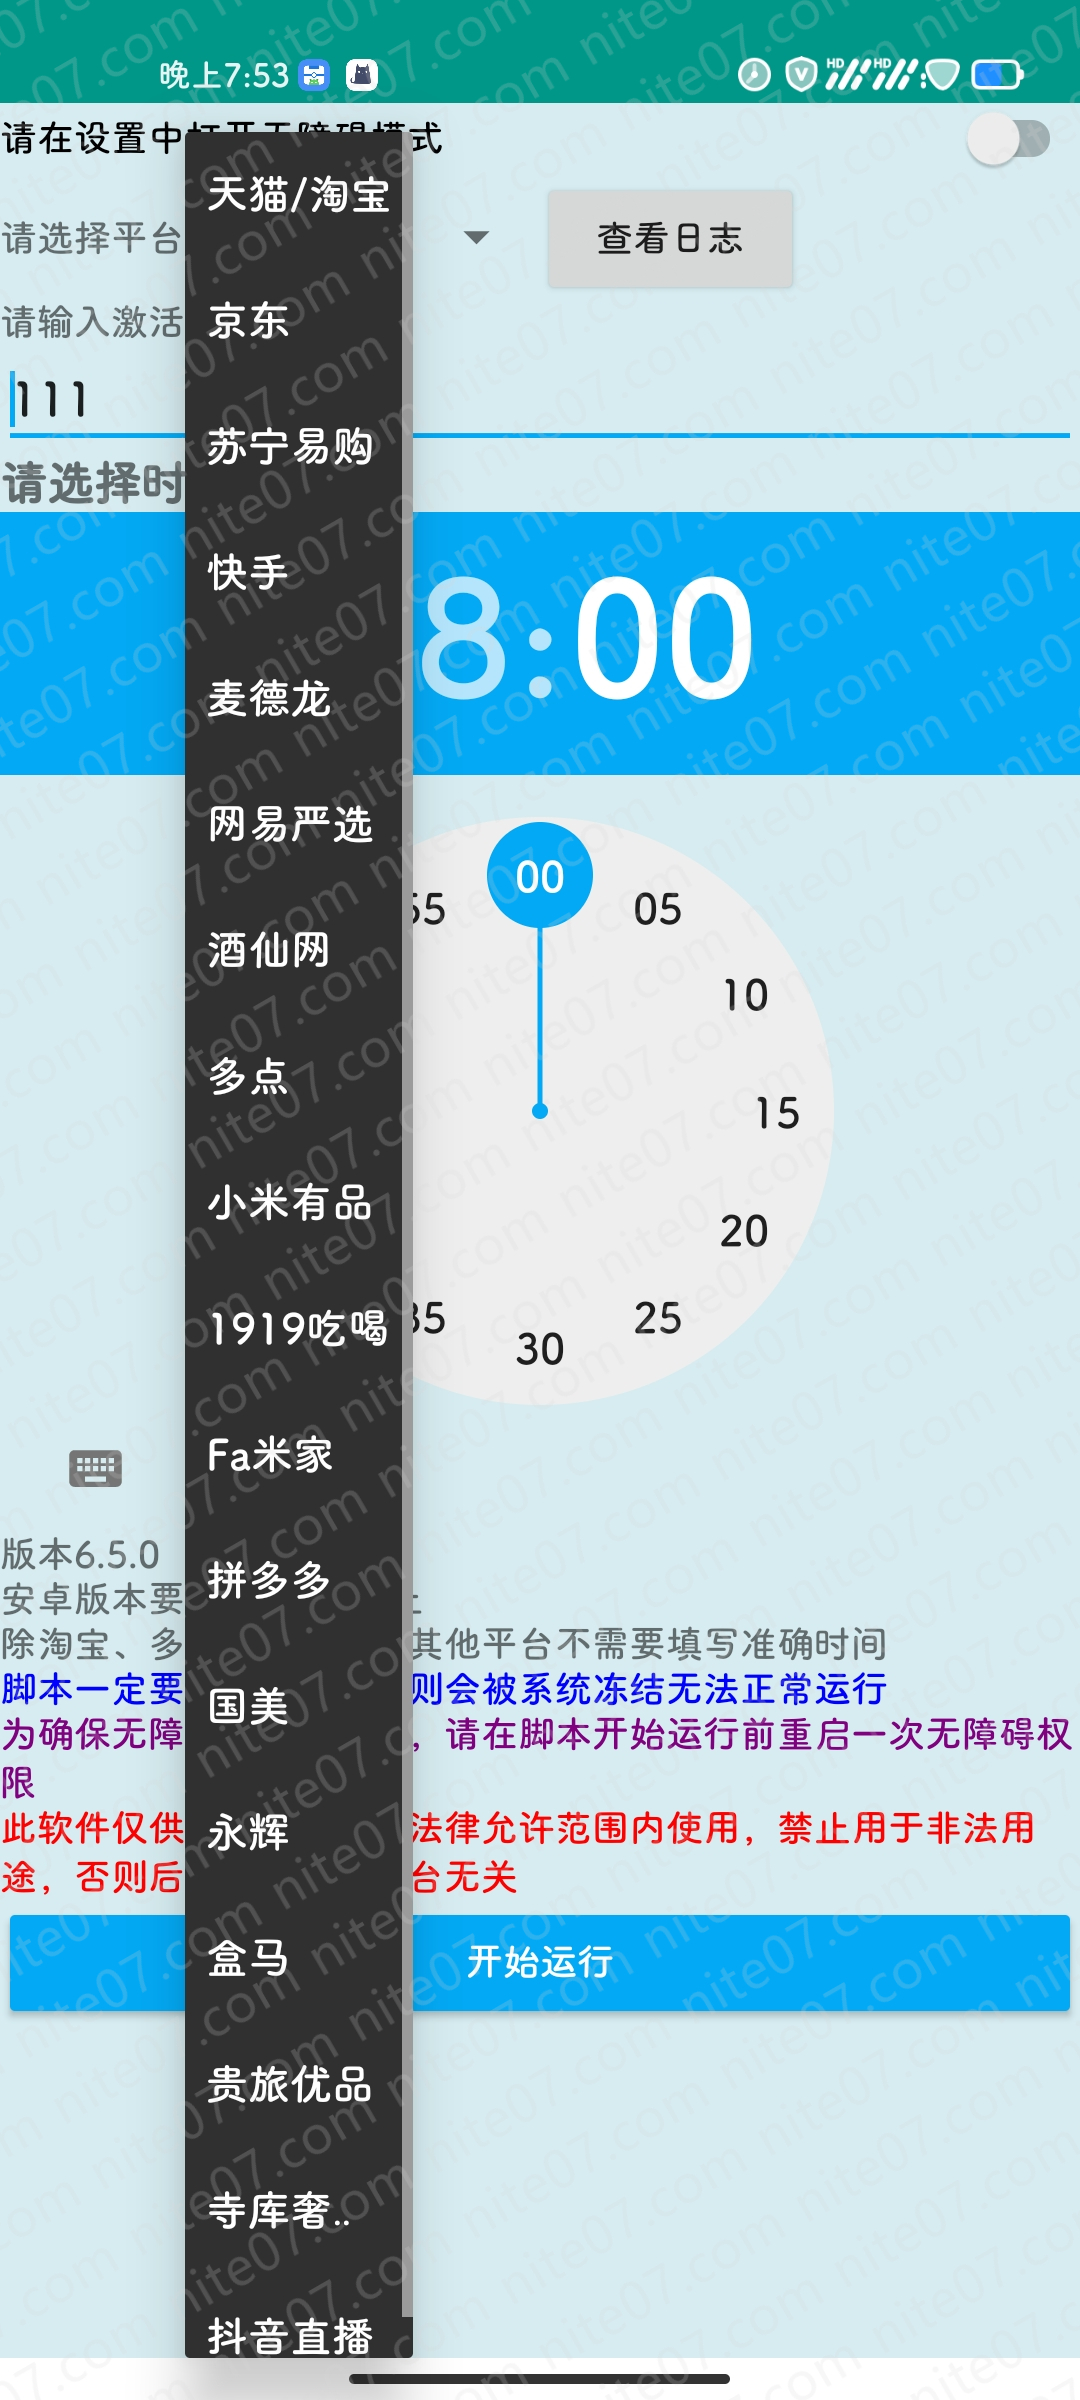 晚上7:53
请在设置中打开无障碍模式
请选择平台
查看日志
请输入激活
111
请选择时
8:00
00
05
10
15
20
25
30
35
55
天猫/淘宝
京东
苏宁易购
快手
麦德龙
网易严选
酒仙网
多点
小米有品
1919吃喝
Fa米家
拼多多
国美
永辉
盒马
贵旅优品
寺库奢..
抖音直播
版本6.5.0
安卓版本要
除淘宝、多 其他平台不需要填写准确时间
脚本一定要 则会被系统冻结无法正常运行
为确保无障 ，请在脚本开始运行前重启一次无障碍权
限
此软件仅供 法律允许范围内使用，禁止用于非法用
途，否则后 台无关
开始运行
nite07.com